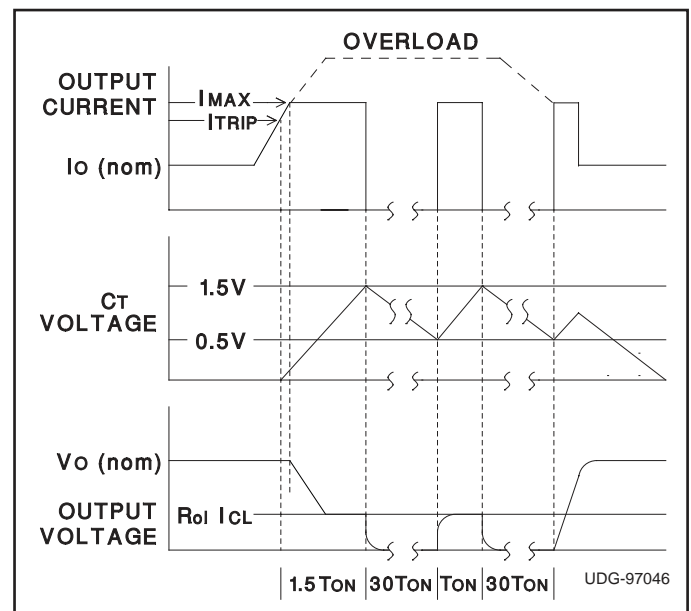 OVERLOAD
OUTPUT
CURRENT
IMAX
ITRIP
IO (nom)
1.5V
CT
VOLTAGE
0.5V
VO (nom)
OUTPUT
VOLTAGE
Rol ICL
1.5TON 30TON TON 30TON
UDG-97046